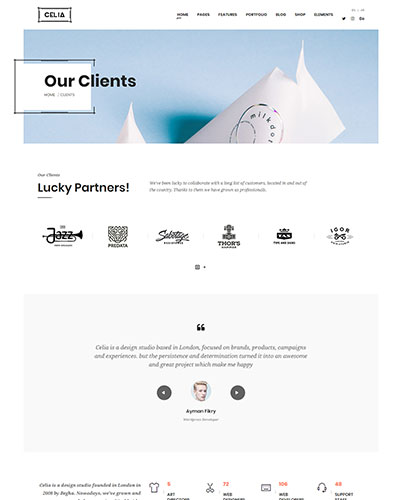 CELIA
HOME PAGES FEATURES PORTFOLIO BLOG SHOP ELEMENTS
Our Clients
HOME / CLIENTS
milkdot
Our Clients
Lucky Partners!
We've been lucky to collaborate with a long list of customers, located in and out of
the country. Thanks to them we have grown as professionals.
Jazz
PREDATA
Sabotage
THOR'S
HAMMER
FAN
IGOR
“
Celia is a design studio based in London, focused on brands, products, campaigns
and experiences. but the persistence and determination turned it into an awesome
and great project which make me happy
Ayman Fikry
Wordpress developer
Celia is a design studio founded in London in
2008 by Begha. Nowadays, we've grown and
5
ART
DIRECTORS
72
WEB
DESIGNERS
106
WEB
DEVELOPERS
48
SUPPORT
STAFF